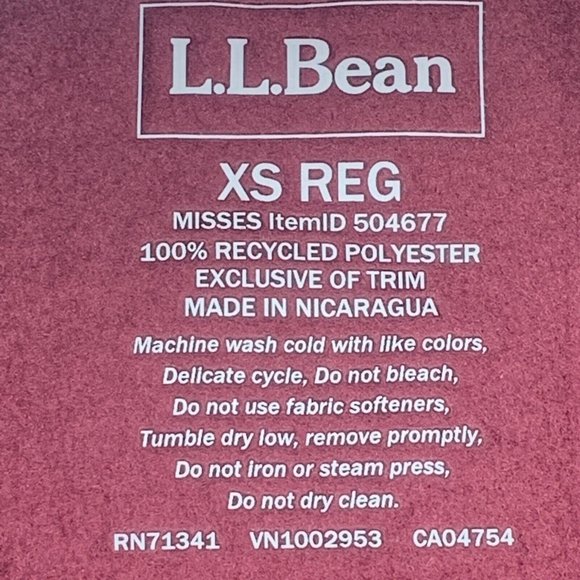 L.L.Bean
XS REG
MISSES ItemID 504677
100% RECYCLED POLYESTER
EXCLUSIVE OF TRIM
MADE IN NICARAGUA
Machine wash cold with like colors,
Delicate cycle, Do not bleach,
Do not use fabric softeners,
Tumble dry low, remove promptly,
Do not iron or steam press,
Do not dry clean.
RN71341 VN1002953 CA04754